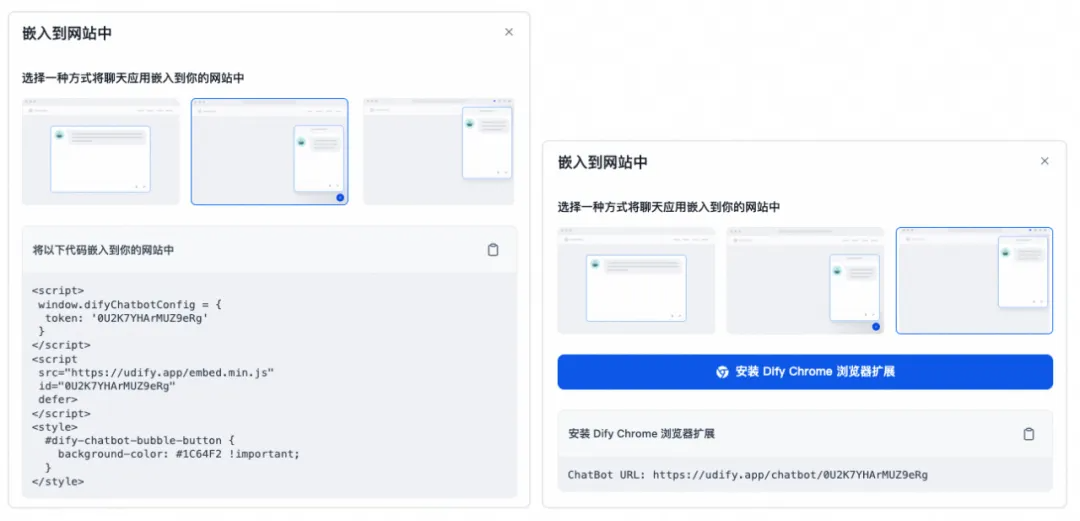 嵌入到网站中
选择一种方式将聊天应用嵌入到你的网站中
将以下代码嵌入到你的网站中
<script>
 window.difyChatbotConfig = {
  token: '0U2K7YHArMUZ9eRg'
 }
</script>
<script
 src="https://udify.app/embed.min.js"
 id="0U2K7YHArMUZ9eRg"
 defer>
</script>
<style>
  #dify-chatbot-bubble-button {
    background-color: #1C64F2 !important;
  }
</style>
嵌入到网站中
选择一种方式将聊天应用嵌入到你的网站中
安装 Dify Chrome 浏览器扩展
安装 Dify Chrome 浏览器扩展
ChatBot URL: https://udify.app/chatbot/0U2K7YHArMUZ9eRg